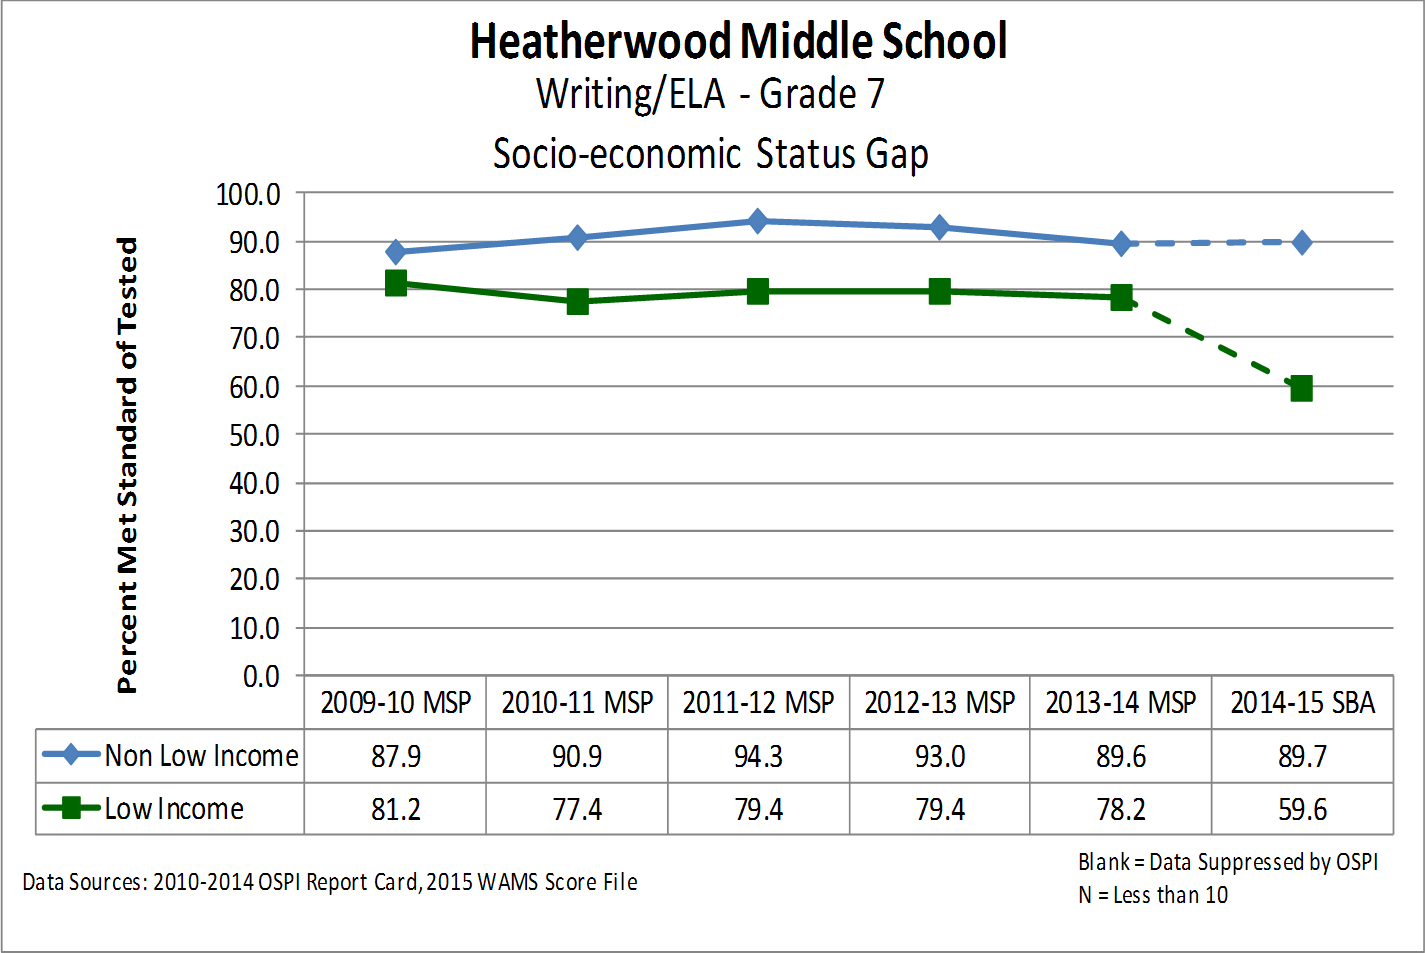 Heatherwood Middle School
Writing/ELA - Grade 7
Socio-economic Status Gap
Percent Met Standard of Tested
100.0
90.0
80.0
70.0
60.0
50.0
40.0
30.0
20.0
10.0
0.0
2009-10 MSP 2010-11 MSP 2011-12 MSP 2012-13 MSP 2013-14 MSP 2014-15 SBA
Non Low Income 87.9 90.9 94.3 93.0 89.6 89.7
Low Income 81.2 77.4 79.4 79.4 78.2 59.6
Blank = Data Suppressed by OSPI
Data Sources: 2010-2014 OSPI Report Card, 2015 WAMS Score File
N = Less than 10